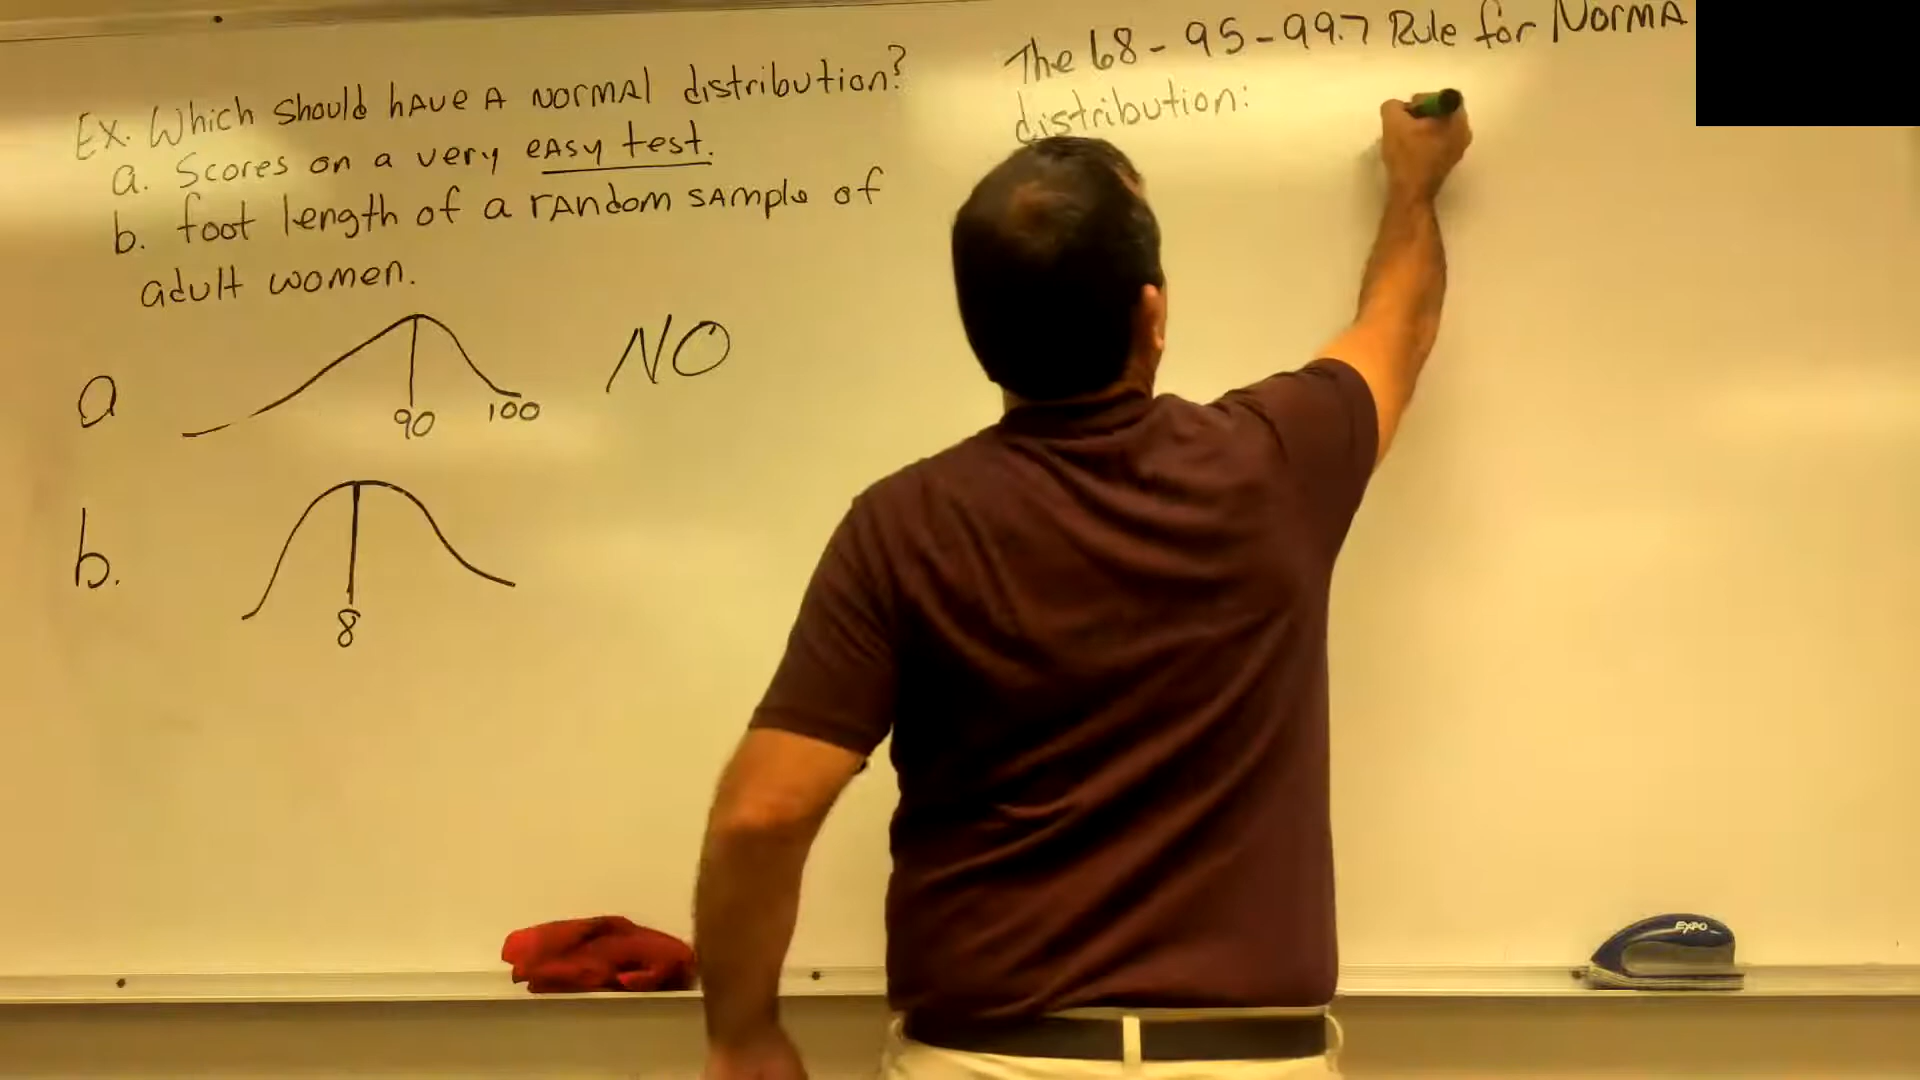 Ex. Which should have a normal distribution?
a. Scores on a very easy test.
b. foot length of a random sample of
adult women.
a
90
100
NO
b.
8
The 68-95-99.7 Rule for Norma
distribution:
EXPO